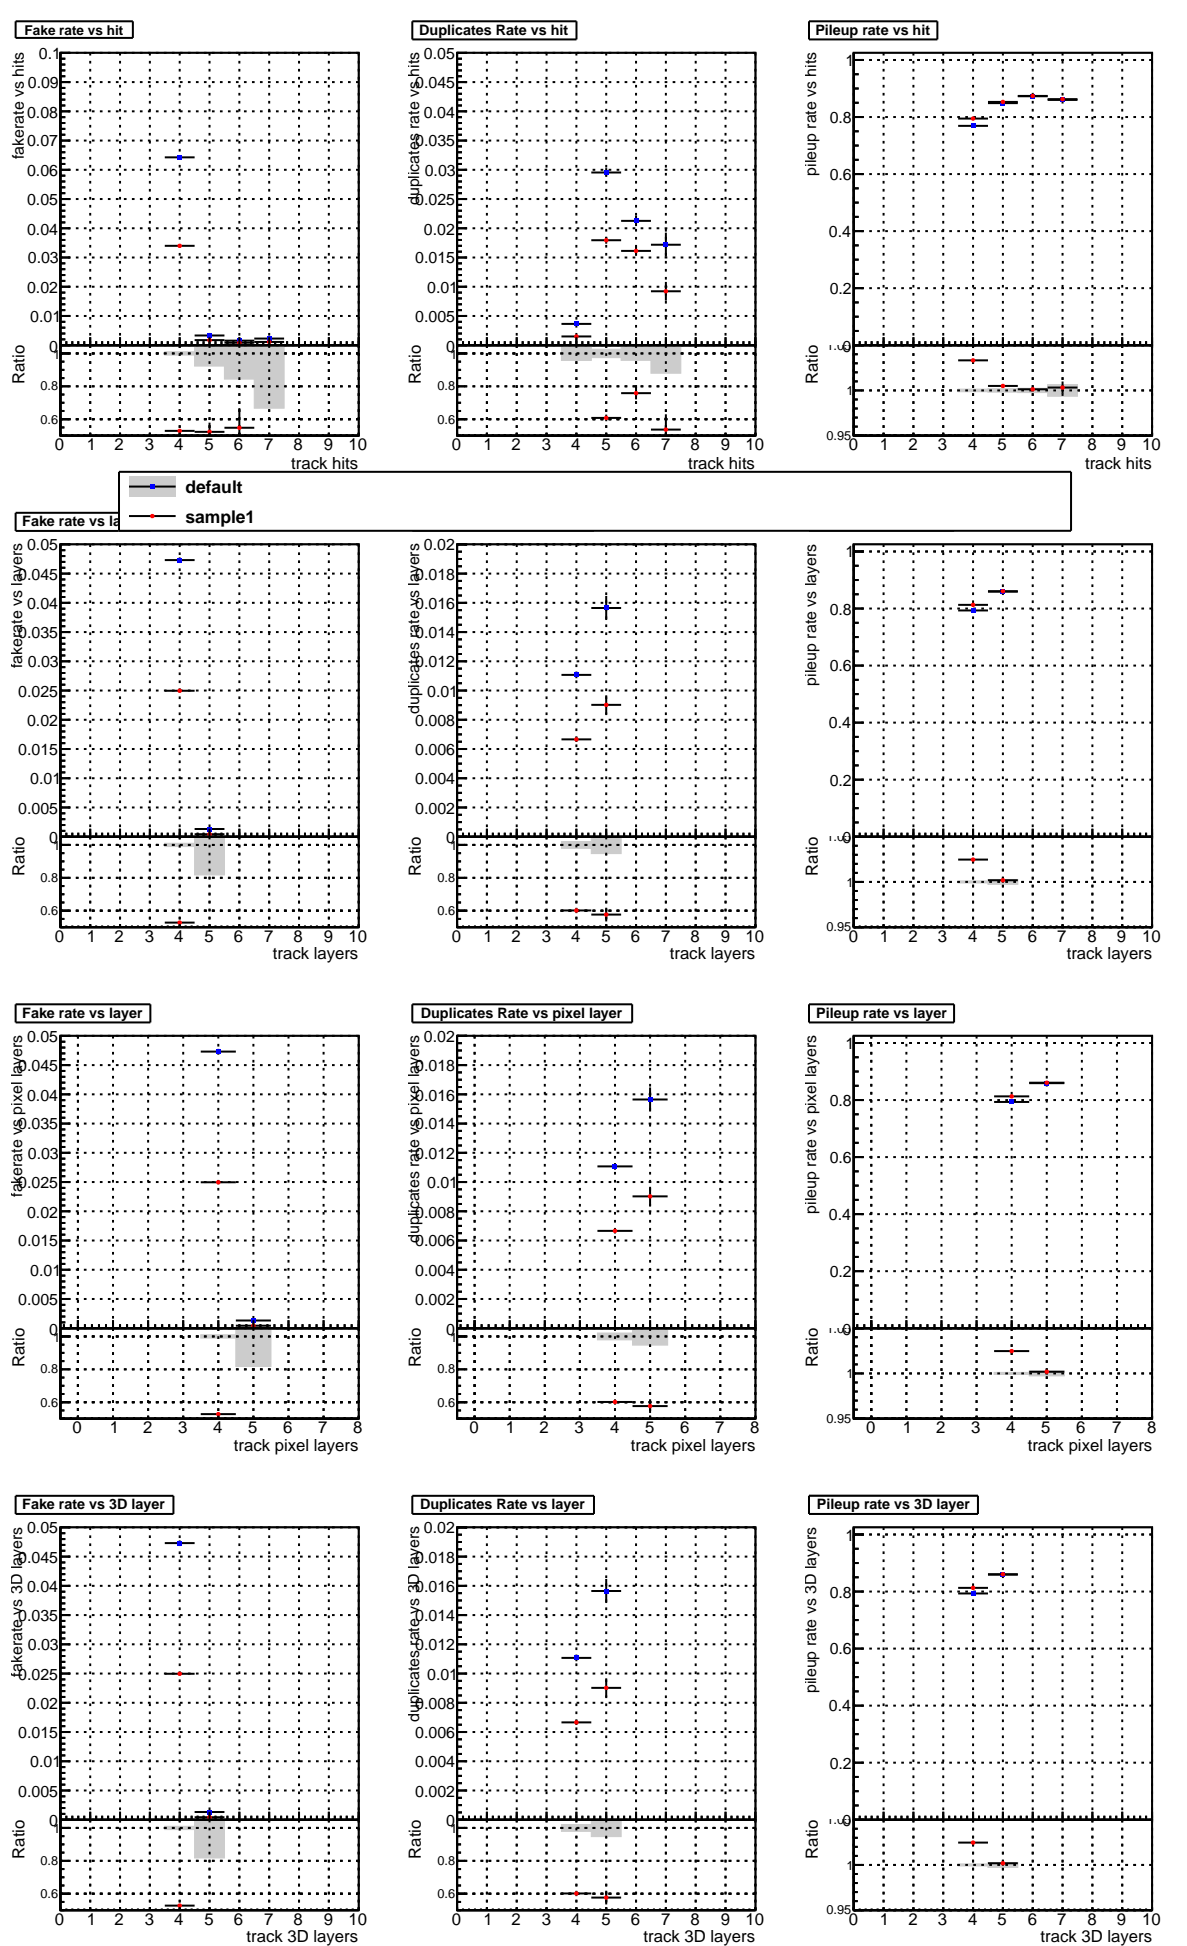 Fake rate vs hit
fakerate vs hits
0.1
0.09
0.08
0.07
0.06
0.05
0.04
0.03
0.02
0.01
0
Ratio
1
0.8
0.6
0 1 2 3 4 5 6 7 8 9 10
track hits
Duplicates Rate vs hit
duplicates rate vs hits
0.05
0.045
0.04
0.035
0.03
0.025
0.02
0.015
0.01
0.005
0
Ratio
1
0.8
0.6
0 1 2 3 4 5 6 7 8 9 10
track hits
Pileup rate vs hit
pileup rate vs hits
1
0.8
0.6
0.4
0.2
0
Ratio
1
0.95
0 1 2 3 4 5 6 7 8 9 10
track hits
default
sample1
Fake rate vs la
fakerate vs layers
0.05
0.045
0.04
0.035
0.03
0.025
0.02
0.015
0.01
0.005
0
Ratio
1
0.8
0.6
0 1 2 3 4 5 6 7 8 9 10
track layers
duplicates rate vs layers
0.02
0.018
0.016
0.014
0.012
0.01
0.008
0.006
0.004
0.002
0
Ratio
1
0.8
0.6
0 1 2 3 4 5 6 7 8 9 10
track layers
pileup rate vs layers
1
0.8
0.6
0.4
0.2
0
Ratio
1
0.95
0 1 2 3 4 5 6 7 8 9 10
track layers
Fake rate vs layer
fakerate vs pixel layers
0.05
0.045
0.04
0.035
0.03
0.025
0.02
0.015
0.01
0.005
0
Ratio
1
0.8
0.6
0 1 2 3 4 5 6 7 8
track pixel layers
Duplicates Rate vs pixel layer
duplicates rate vs pixel layers
0.02
0.018
0.016
0.014
0.012
0.01
0.008
0.006
0.004
0.002
0
Ratio
1
0.8
0.6
0 1 2 3 4 5 6 7 8
track pixel layers
Pileup rate vs layer
pileup rate vs pixel layers
1
0.8
0.6
0.4
0.2
0
Ratio
1
0.95
0 1 2 3 4 5 6 7 8
track pixel layers
Fake rate vs 3D layer
fakerate vs 3D layers
0.05
0.045
0.04
0.035
0.03
0.025
0.02
0.015
0.01
0.005
0
Ratio
1
0.8
0.6
0 1 2 3 4 5 6 7 8 9 10
track 3D layers
Duplicates Rate vs layer
duplicates rate vs 3D layers
0.02
0.018
0.016
0.014
0.012
0.01
0.008
0.006
0.004
0.002
0
Ratio
1
0.8
0.6
0 1 2 3 4 5 6 7 8 9 10
track 3D layers
Pileup rate vs 3D layer
pileup rate vs 3D layers
1
0.8
0.6
0.4
0.2
0
Ratio
1
0.95
0 1 2 3 4 5 6 7 8 9 10
track 3D layers